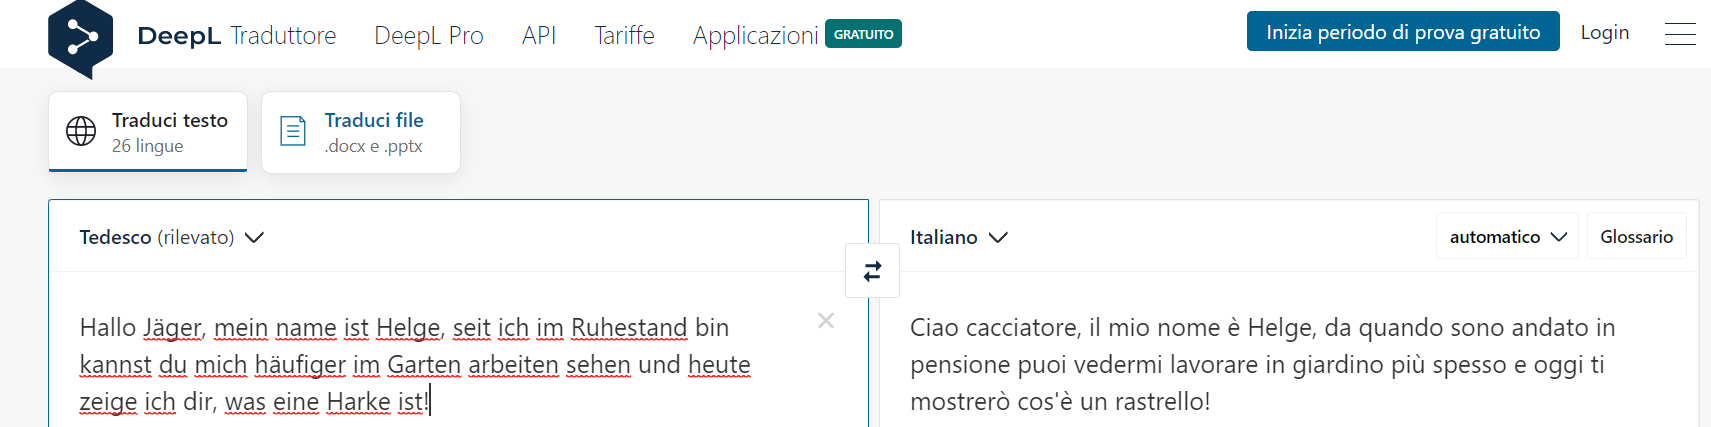 DeepL Traduttore DeepL Pro API Tariffe Applicazioni GRATUITO Inizia periodo di prova gratuito Login
Traduci testo
26 lingue
Traduci file
.docx e .pptx
Tedesco (rilevato)
Italiano automatico Glossario
Hallo Jäger, mein name ist Helge, seit ich im Ruhestand bin
kannst du mich häufiger im Garten arbeiten sehen und heute
zeige ich dir, was eine Harke ist!
Ciao cacciatore, il mio nome è Helge, da quando sono andato in
pensione puoi vedermi lavorare in giardino più spesso e oggi ti
mostrerò cos'è un rastrello!